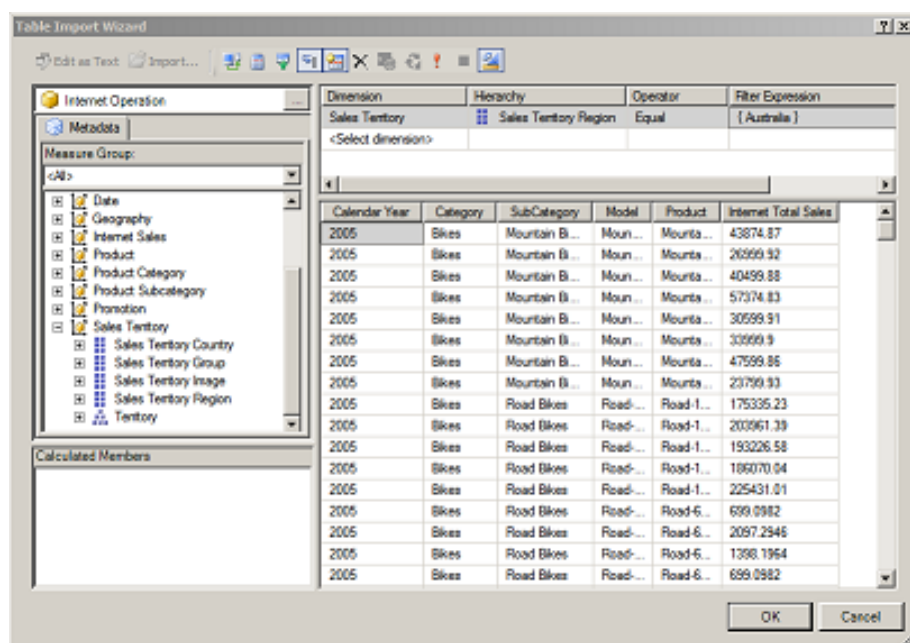 Table Import Wizard
Edit as Text Import...
Internet Operation ...
Metadata
Measure Group:
<All>
Date
Geography
Internet Sales
Product
Product Category
Product Subcategory
Promotion
Sales Territory
Sales Territory Country
Sales Territory Group
Sales Territory Image
Sales Territory Region
Territory
Calculated Members
Dimension Hierarchy Operator Filter Expression
Sales Territory Sales Territory Region Equal { Australia }
<Select dimension>
Calendar Year Category SubCategory Model Product Internet Total Sales
2005 Bikes Mountain Bi... Moun... Mounta... 43874.87
2005 Bikes Mountain Bi... Moun... Mounta... 26999.92
2005 Bikes Mountain Bi... Moun... Mounta... 40499.88
2005 Bikes Mountain Bi... Moun... Mounta... 57374.83
2005 Bikes Mountain Bi... Moun... Mounta... 30599.91
2005 Bikes Mountain Bi... Moun... Mounta... 33999.9
2005 Bikes Mountain Bi... Moun... Mounta... 47599.86
2005 Bikes Mountain Bi... Moun... Mounta... 23799.93
2005 Bikes Road Bikes Road-... Road-1... 175335.23
2005 Bikes Road Bikes Road-... Road-1... 203961.39
2005 Bikes Road Bikes Road-... Road-1... 193226.58
2005 Bikes Road Bikes Road-... Road-1... 186070.04
2005 Bikes Road Bikes Road-... Road-1... 225431.01
2005 Bikes Road Bikes Road-... Road-6... 699.0982
2005 Bikes Road Bikes Road-... Road-6... 2097.2946
2005 Bikes Road Bikes Road-... Road-6... 1398.1964
2005 Bikes Road Bikes Road-... Road-6... 699.0982
OK Cancel